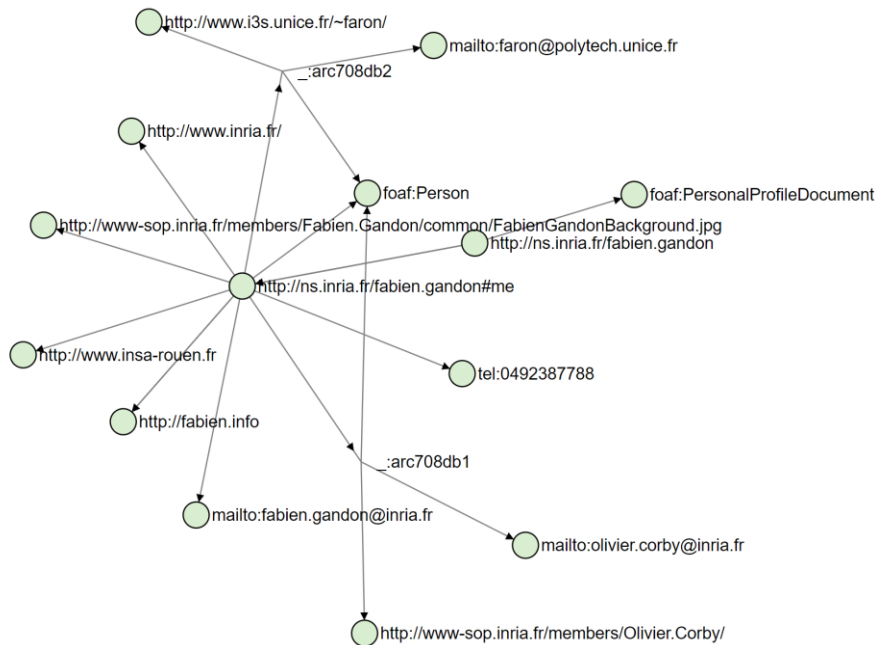 http://www.i3s.unice.fr/~faron/
mailto:faron@polytech.unice.fr
_:arc708db2
http://www.inria.fr/
foaf:Person
foaf:PersonalProfileDocument
http://www-sop.inria.fr/members/Fabien.Gandon/common/FabienGandonBackground.jpg
http://ns.inria.fr/fabien.gandon
http://ns.inria.fr/fabien.gandon#me
http://www.insa-rouen.fr
tel:0492387788
http://fabien.info
_:arc708db1
mailto:fabien.gandon@inria.fr
mailto:olivier.corby@inria.fr
http://www-sop.inria.fr/members/Olivier.Corby/